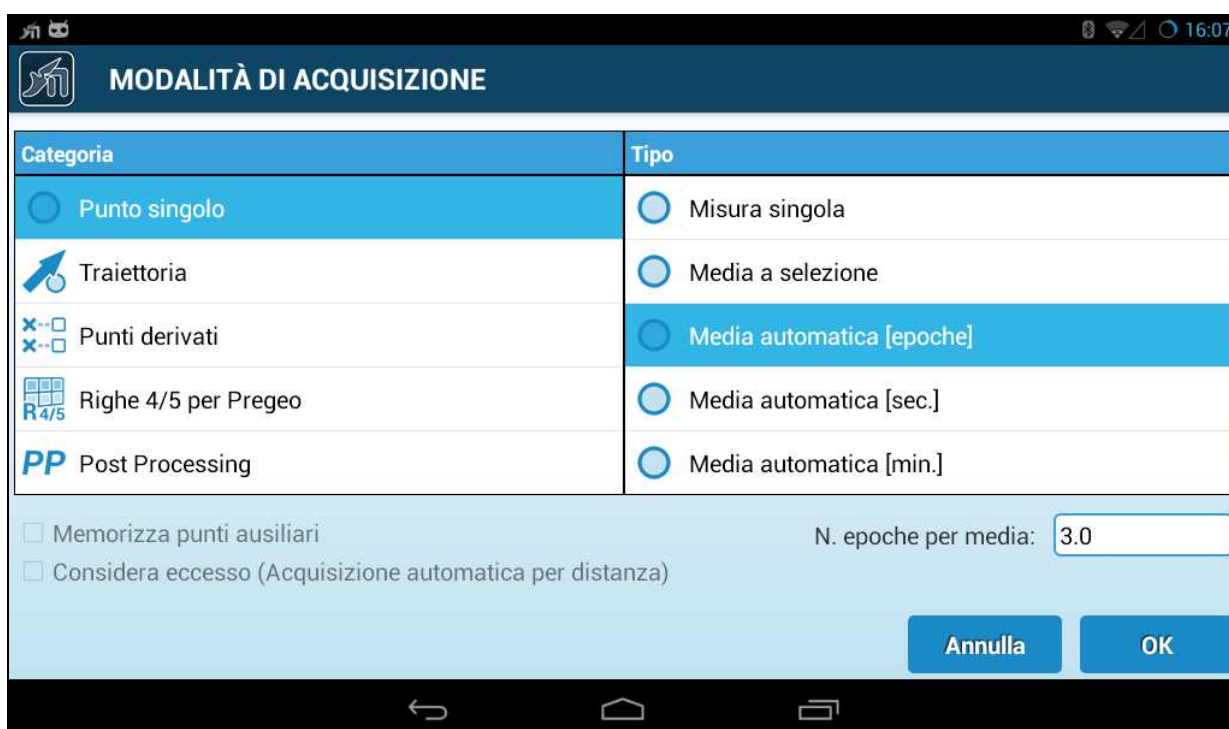 16:07
MODALITÀ DI ACQUISIZIONE
Categoria
Tipo
Punto singolo
Misura singola
Traiettoria
Media a selezione
Punti derivati
Media automatica [epoche]
R4/5
Righe 4/5 per Pregeo
Media automatica [sec.]
PP
Post Processing
Media automatica [min.]
Memorizza punti ausiliari
N. epoche per media: 3.0
Considera eccesso (Acquisizione automatica per distanza)
Annulla
OK